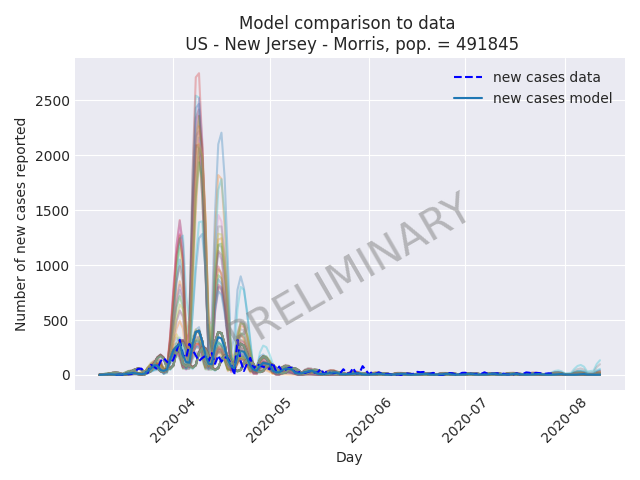 Model comparison to data
US - New Jersey - Morris, pop. = 491845
new cases data
new cases model
Number of new cases reported
2500
2000
1500
1000
500
0
PRELIMINARY
2020-04
2020-05
2020-06
2020-07
2020-08
Day